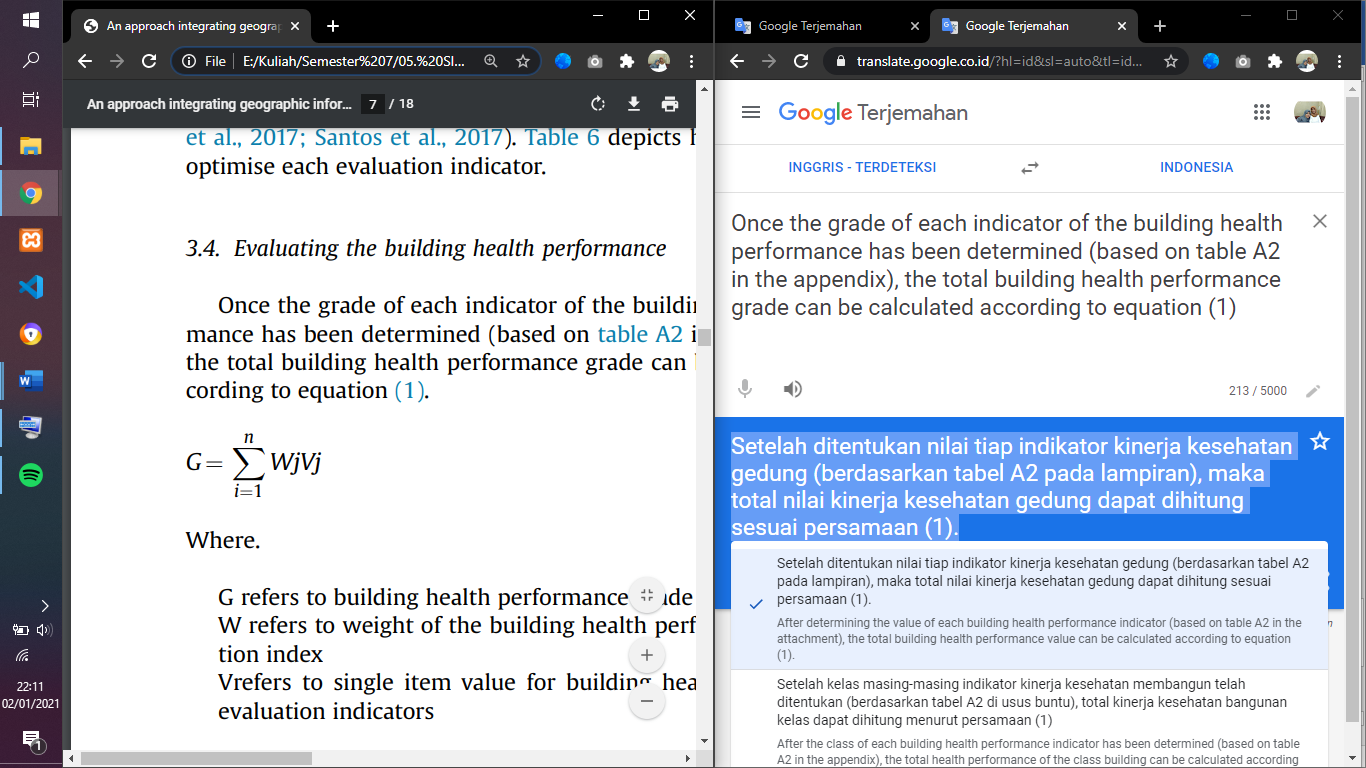 An approach integrating geograp
File
E:/Kuliah/Semester%207/05.%20SI...
An approach integrating geographic infor...
7 / 18
et al., 2017; Santos et al., 2017). Table 6 depicts h
optimise each evaluation indicator.
3.4. Evaluating the building health performance
Once the grade of each indicator of the buildi
mance has been determined (based on table A2 i
the total building health performance grade can
cording to equation (1).
n
G = ∑ WjVj
i=1
Where.
G refers to building health performance
W refers to weight of the building health perf
tion index
Vrefers to single item value for building hea
evaluation indicators
22:11
02/01/2021
1
Google Terjemahan
Google Terjemahan
translate.google.co.id/?hl=id&sl=auto&tl=id...
Google Terjemahan
INGGRIS - TERDETEKSI
INDONESIA
Once the grade of each indicator of the building health
performance has been determined (based on table A2
in the appendix), the total building health performance
grade can be calculated according to equation (1)
213 / 5000
Setelah ditentukan nilai tiap indikator kinerja kesehatan
gedung (berdasarkan tabel A2 pada lampiran), maka
total nilai kinerja kesehatan gedung dapat dihitung
sesuai persamaan (1).
Setelah ditentukan nilai tiap indikator kinerja kesehatan gedung (berdasarkan tabel A2
pada lampiran), maka total nilai kinerja kesehatan gedung dapat dihitung sesuai
persamaan (1).
After determining the value of each building health performance indicator (based on table A2 in the
attachment), the total building health performance value can be calculated according to equation
(1).
Setelah kelas masing-masing indikator kinerja kesehatan membangun telah
ditentukan (berdasarkan tabel A2 di usus buntu), total kinerja kesehatan bangunan
kelas dapat dihitung menurut persamaan (1)
After the class of each building health performance indicator has been determined (based on table
A2 in the appendix), the total health performance of the class building can be calculated according